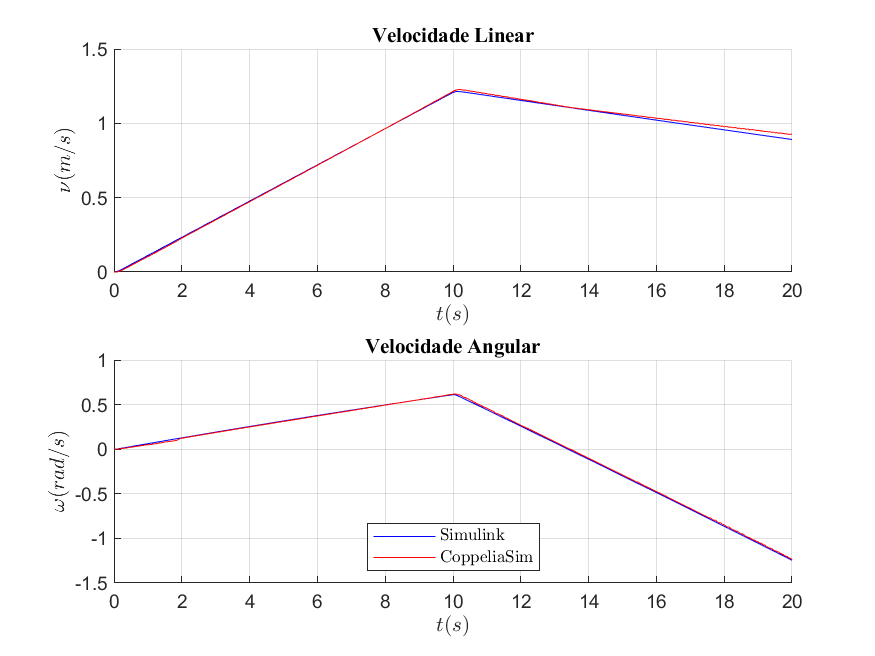 Velocidade Linear
1.5
1
0.5
0
ν(m/s)
0 2 4 6 8 10 12 14 16 18 20
t(s)
Velocidade Angular
1
0.5
0
-0.5
-1
-1.5
ω(rad/s)
Simulink
CoppeliaSim
0 2 4 6 8 10 12 14 16 18 20
t(s)